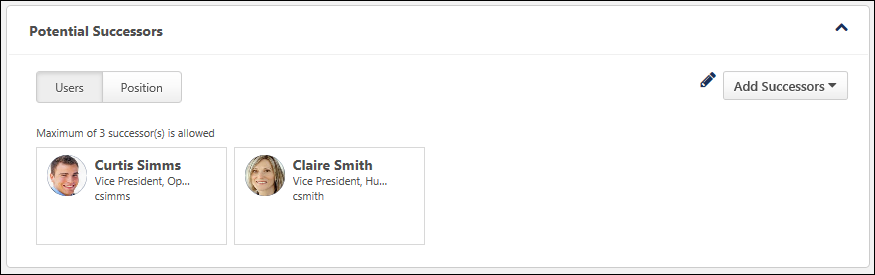 Potential Successors
Users
Position
Add Successors
Maximum of 3 successor(s) is allowed
Curtis Simms
Vice President, Op...
csimms
Claire Smith
Vice President, Hu...
csmith